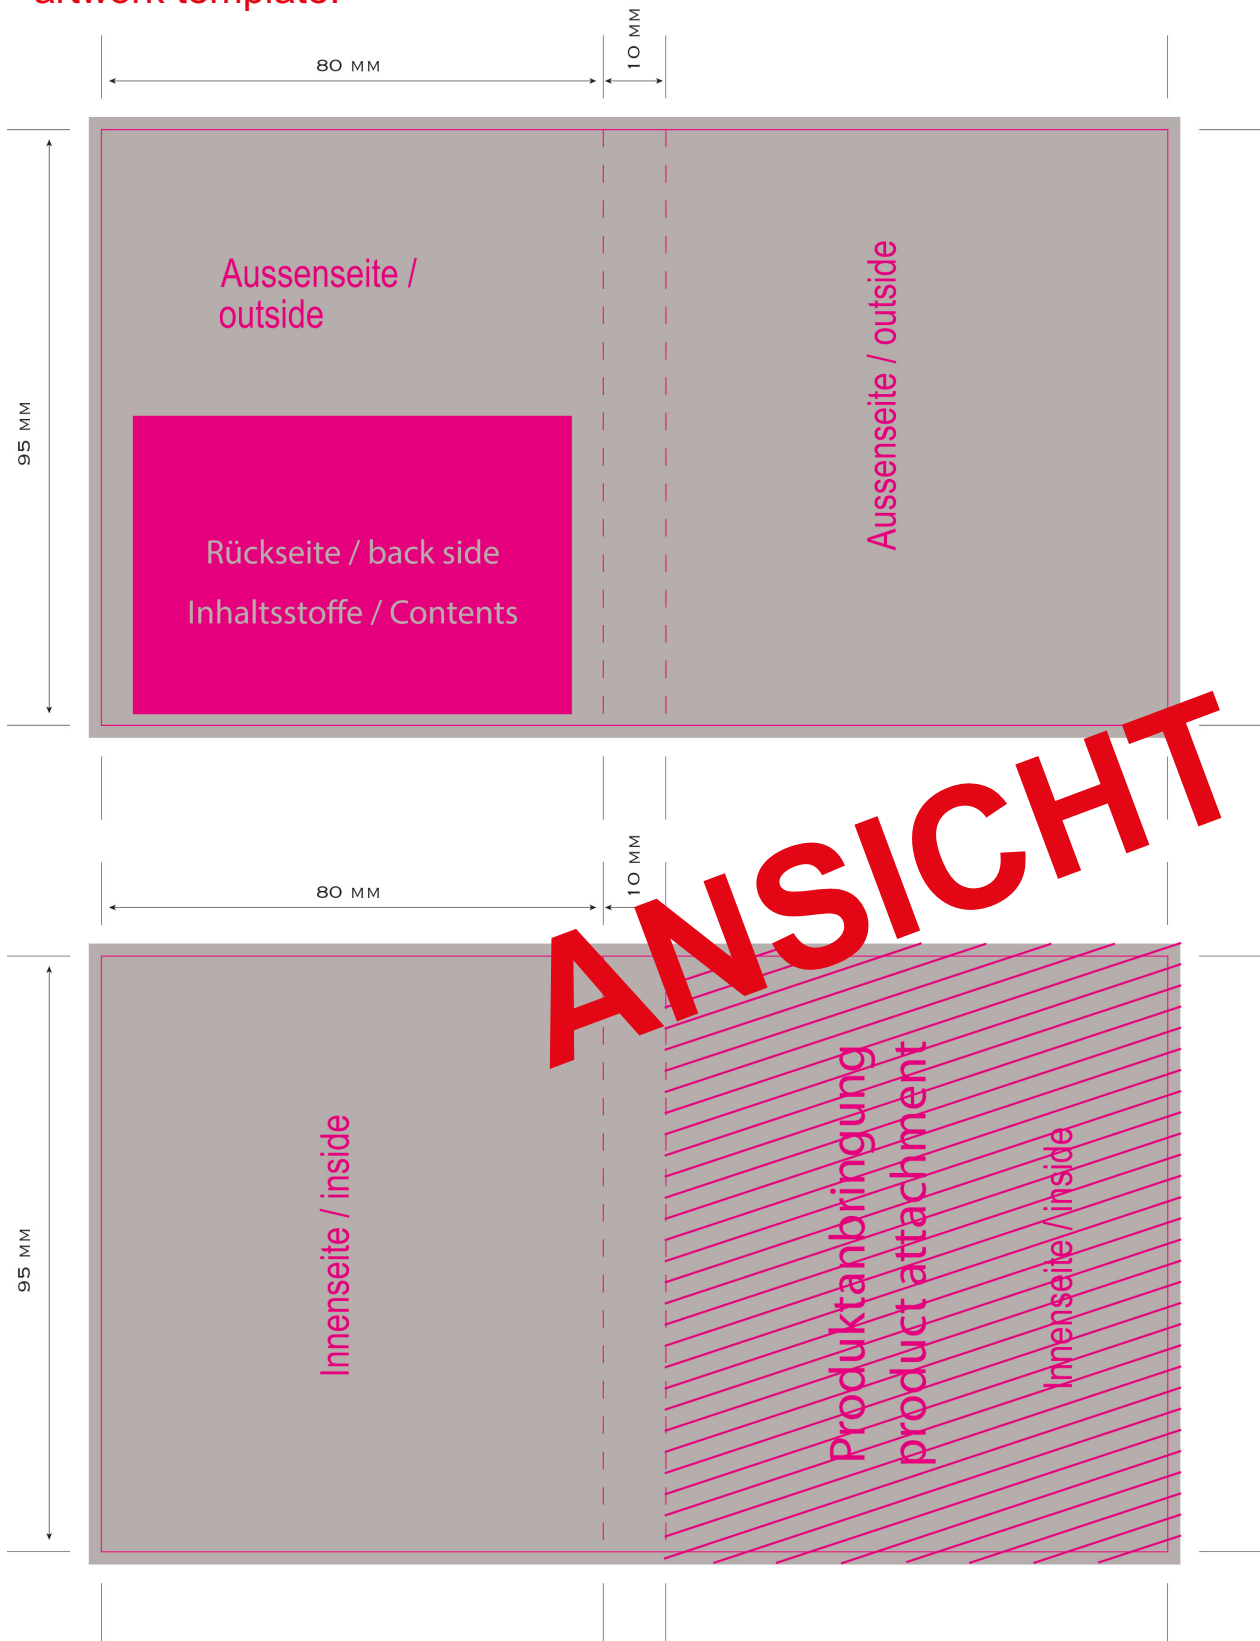 artwork template.
80 MM
10 MM
95 MM
Aussenseite /
outside
Aussenseite / outside
Rückseite / back side
Inhaltsstoffe / Contents
ANSICHT
80 MM
10 MM
95 MM
Innenseite / inside
Produktanbringung
product attachment
Innenseite / inside